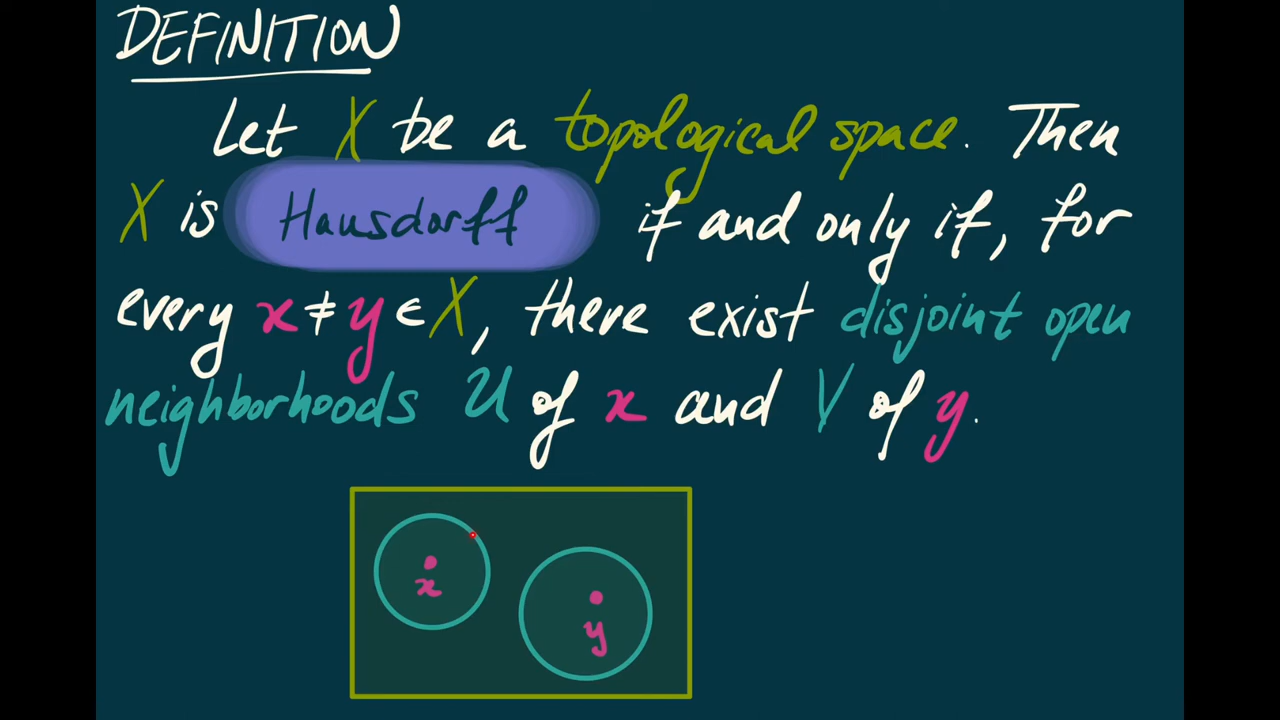 DEFINITION
Let X be a topological space. Then
X is Hausdorff if and only if, for
every x ≠ y ∈ X, there exist disjoint open
neighborhoods U of x and V of y.
x
y